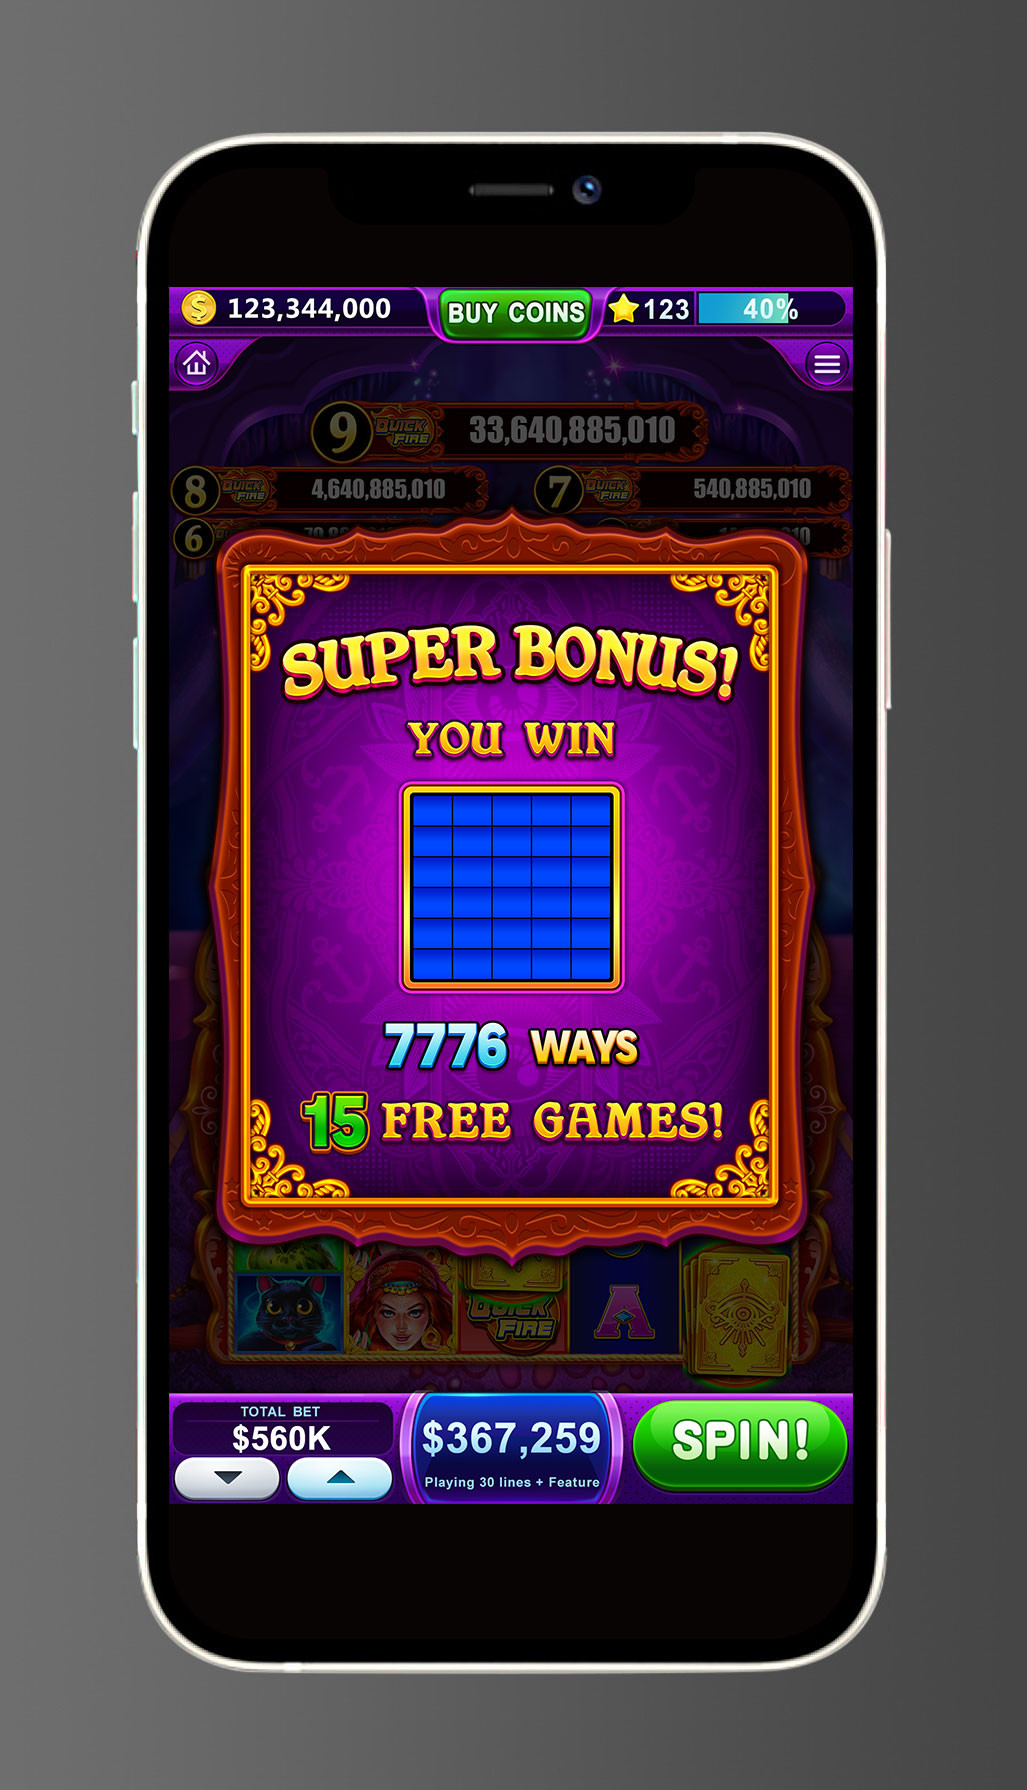 123,344,000
BUY COINS
123
40%
9 QUICK FIRE 33,640,885,010
8 QUICK FIRE 4,640,885,010
7 QUICK FIRE 540,885,010
6
SUPER BONUS!
YOU WIN
7776 WAYS
15 FREE GAMES!
QUICK
FIRE
A
TOTAL BET
$560K
$367,259
Playing 30 lines + Feature
SPIN!